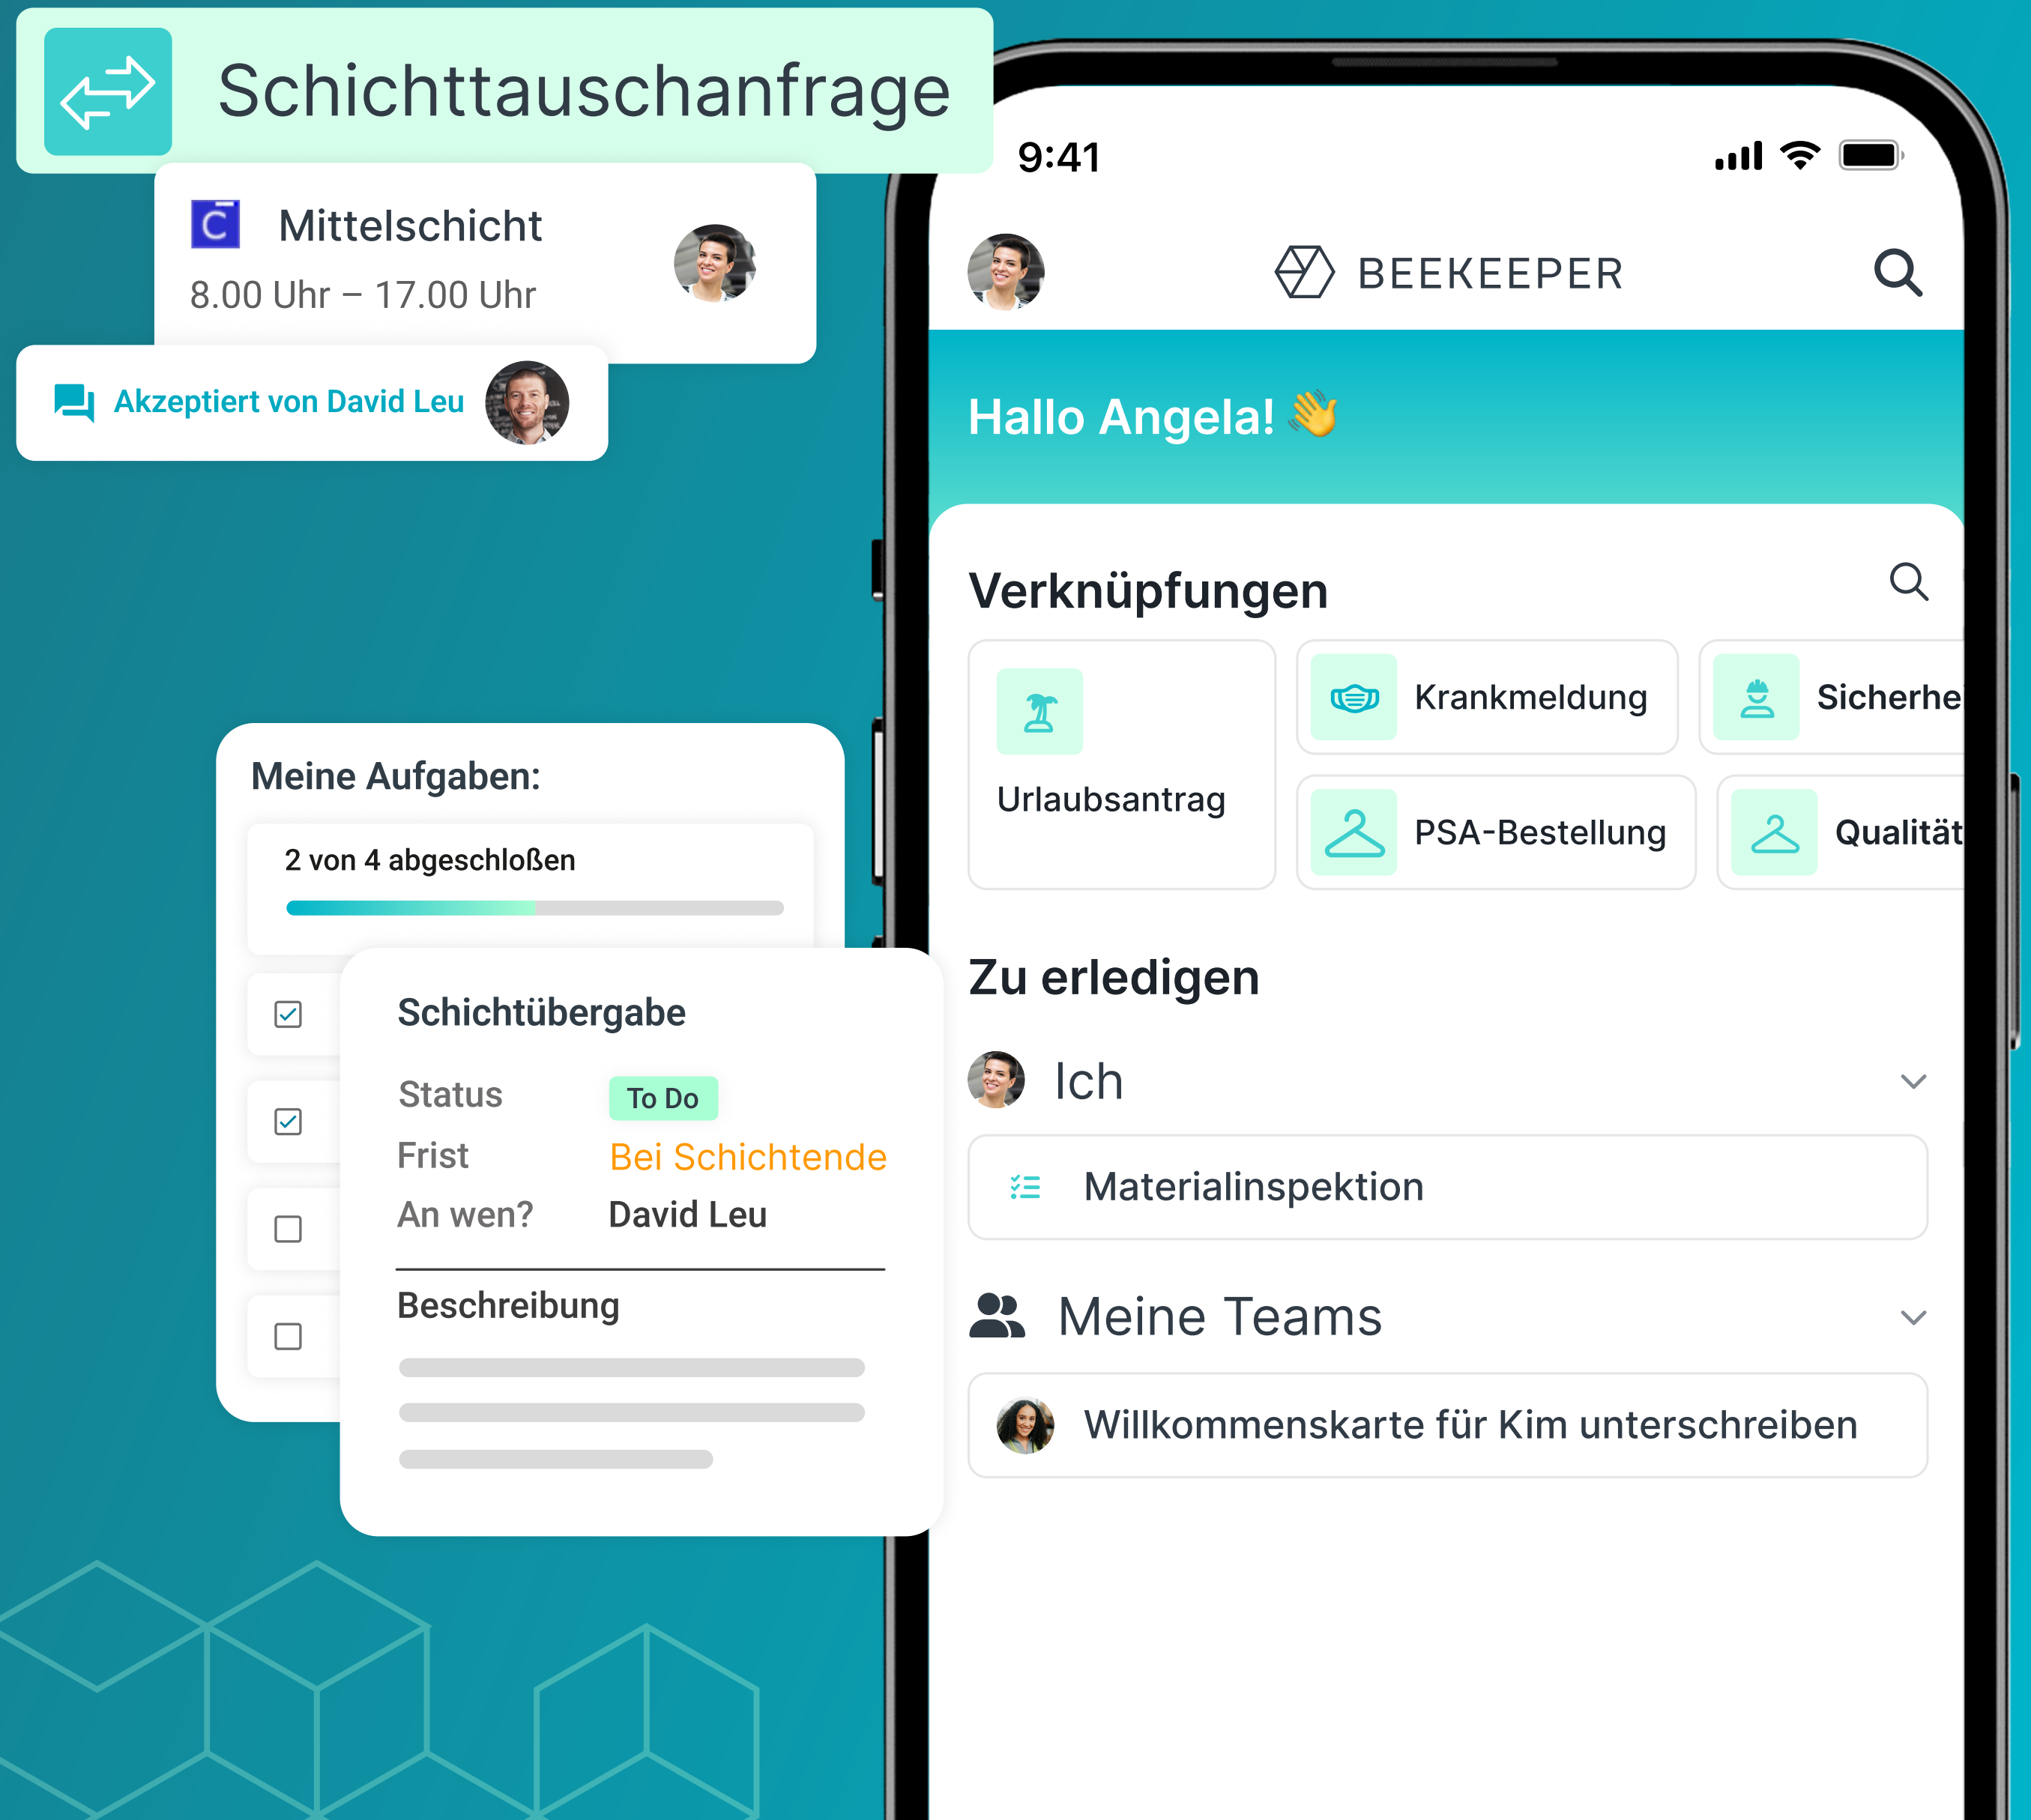 Schichttauschanfrage
C
Mittelschicht
8.00 Uhr – 17.00 Uhr
Akzeptiert von David Leu
Meine Aufgaben:
2 von 4 abgeschloßen
Schichtübergabe
Status To Do
Frist Bei Schichtende
An wen? David Leu
Beschreibung
9:41
BEEKEEPER
Hallo Angela! 👋
Verknüpfungen
Urlaubsantrag
Krankmeldung
Sicherhei
PSA-Bestellung
Qualität
Zu erledigen
Ich
Materialinspektion
Meine Teams
Willkommenskarte für Kim unterschreiben